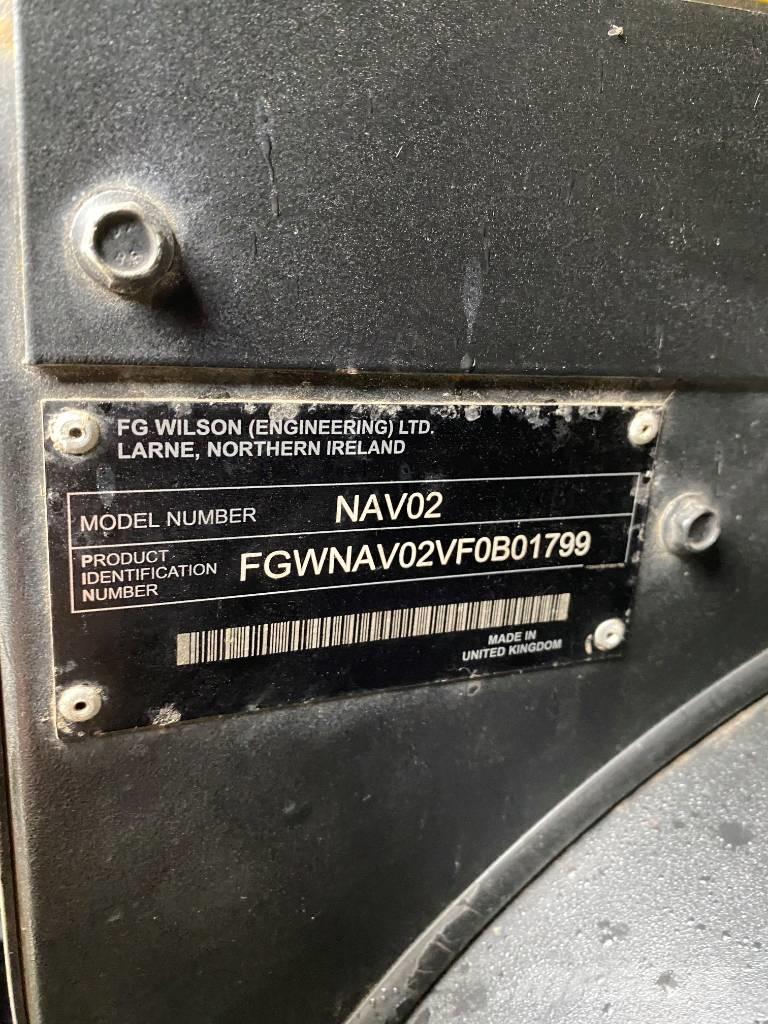 FG WILSON (ENGINEERING) LTD.
LARNE, NORTHERN IRELAND
MODEL NUMBER NAV02
PRODUCT
IDENTIFICATION
NUMBER
FGWNAV02VF0B01799
MADE IN
UNITED KINGDOM